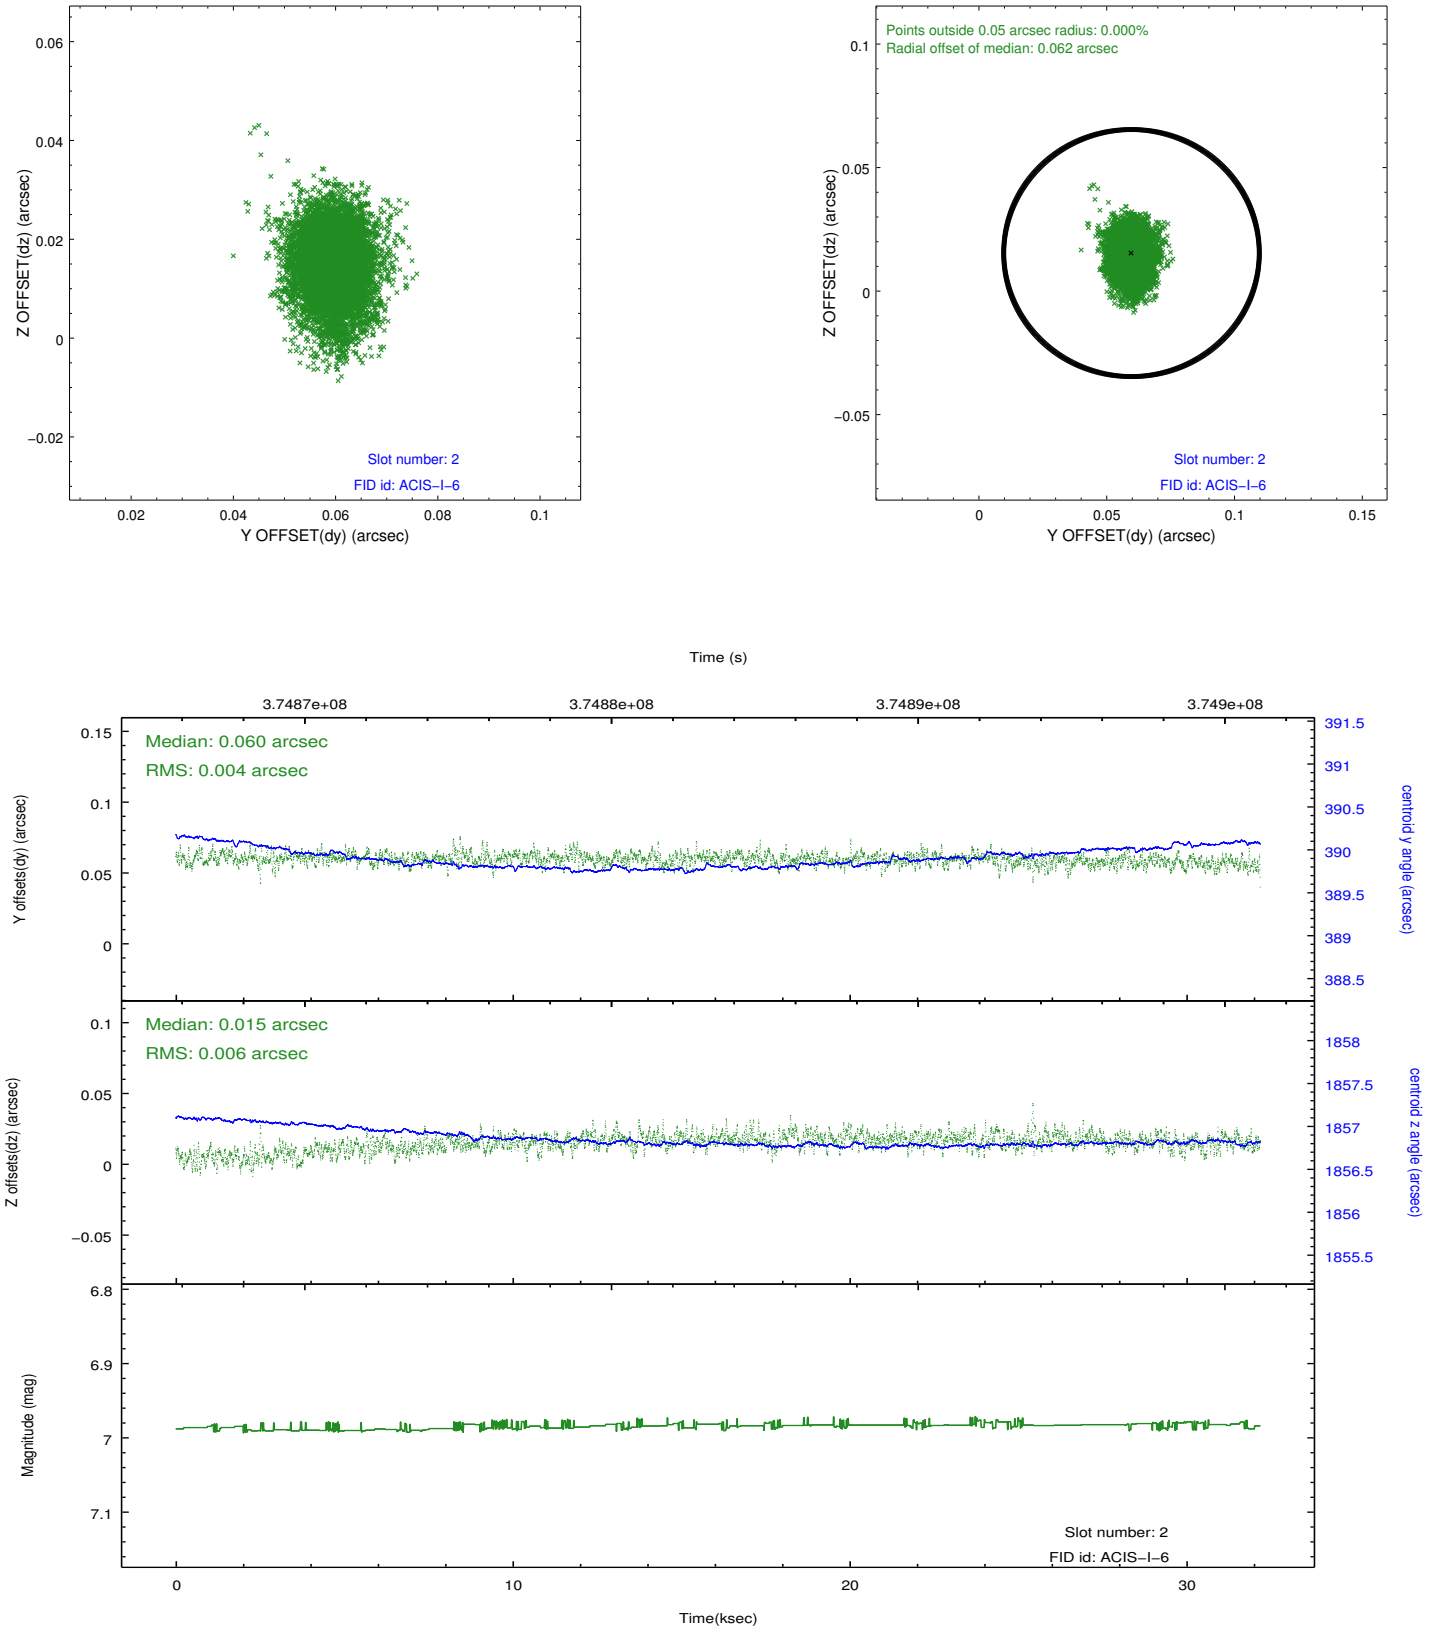 0.06
0.04
0.02
0
−0.02
Z OFFSET(dz) (arcsec)
Slot number: 2
FID id: ACIS−I−6
0.02
0.04
0.06
0.08
0.1
Y OFFSET(dy) (arcsec)
Points outside 0.05 arcsec radius: 0.000%
Radial offset of median: 0.062 arcsec
0.1
0.05
0
−0.05
Z OFFSET(dz) (arcsec)
Slot number: 2
FID id: ACIS−I−6
0
0.05
0.1
0.15
Y OFFSET(dy) (arcsec)
Time (s)
3.7487e+08
3.7488e+08
3.7489e+08
3.749e+08
Median: 0.060 arcsec
RMS: 0.004 arcsec
0.15
0.1
0.05
0
Y offsets(dy) (arcsec)
391.5
391
390.5
390
389.5
389
388.5
centroid y angle (arcsec)
Median: 0.015 arcsec
RMS: 0.006 arcsec
0.1
0.05
0
−0.05
Z offsets(dz) (arcsec)
1858
1857.5
1857
1856.5
1856
1855.5
centroid z angle (arcsec)
6.8
6.9
7
7.1
Magnitude (mag)
Slot number: 2
FID id: ACIS−I−6
0
10
20
30
Time(ksec)